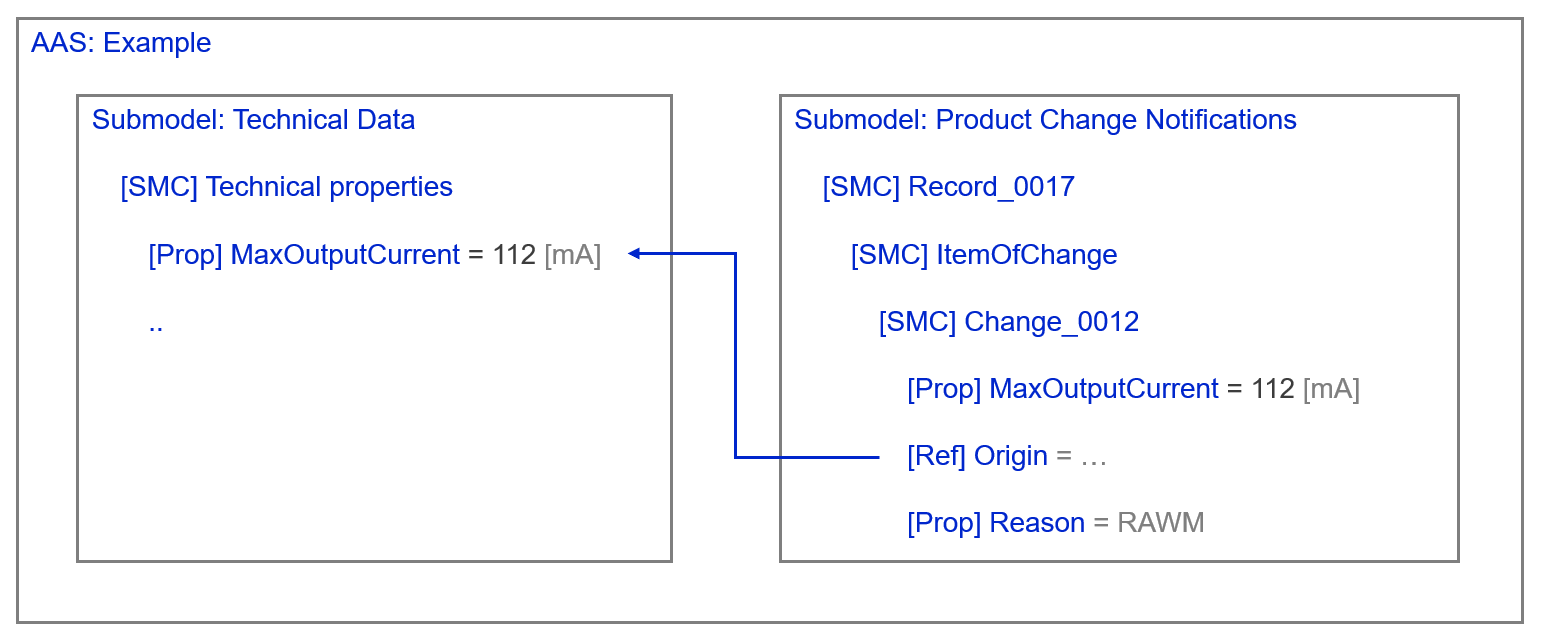 AAS: Example
Submodel: Technical Data
[SMC] Technical properties
[Prop] MaxOutputCurrent = 112 [mA]
..
Submodel: Product Change Notifications
[SMC] Record_0017
[SMC] ItemOfChange
[SMC] Change_0012
[Prop] MaxOutputCurrent = 112 [mA]
[Ref] Origin = …
[Prop] Reason = RAWM